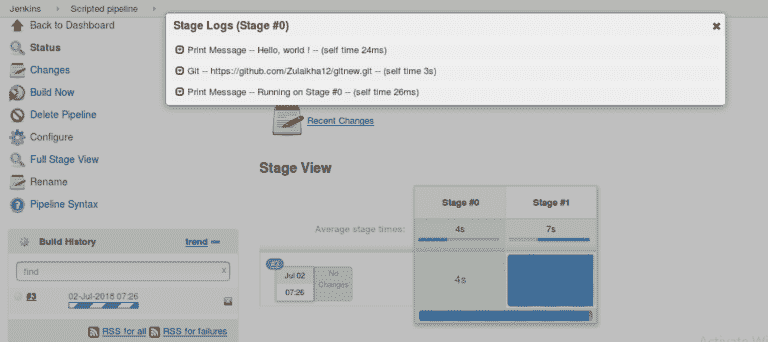 Jenkins > Scripted pipeline >
Back to Dashboard
Status
Changes
Build Now
Delete Pipeline
Configure
Full Stage View
Rename
Pipeline Syntax
Build History trend
find x
#3 02-Jul-2018 07:26
RSS for all RSS for failures
Stage Logs (Stage #0)
Print Message -- Hello, world ! -- (self time 24ms)
Git -- https://github.com/Zulaikha12/gitnew.git -- (self time 3s)
Print Message -- Running on Stage #0 -- (self time 26ms)
Recent Changes
Stage View
Stage #0 Stage #1
Average stage times: 4s 7s
#3
Jul 02
07:26
No
Changes
4s